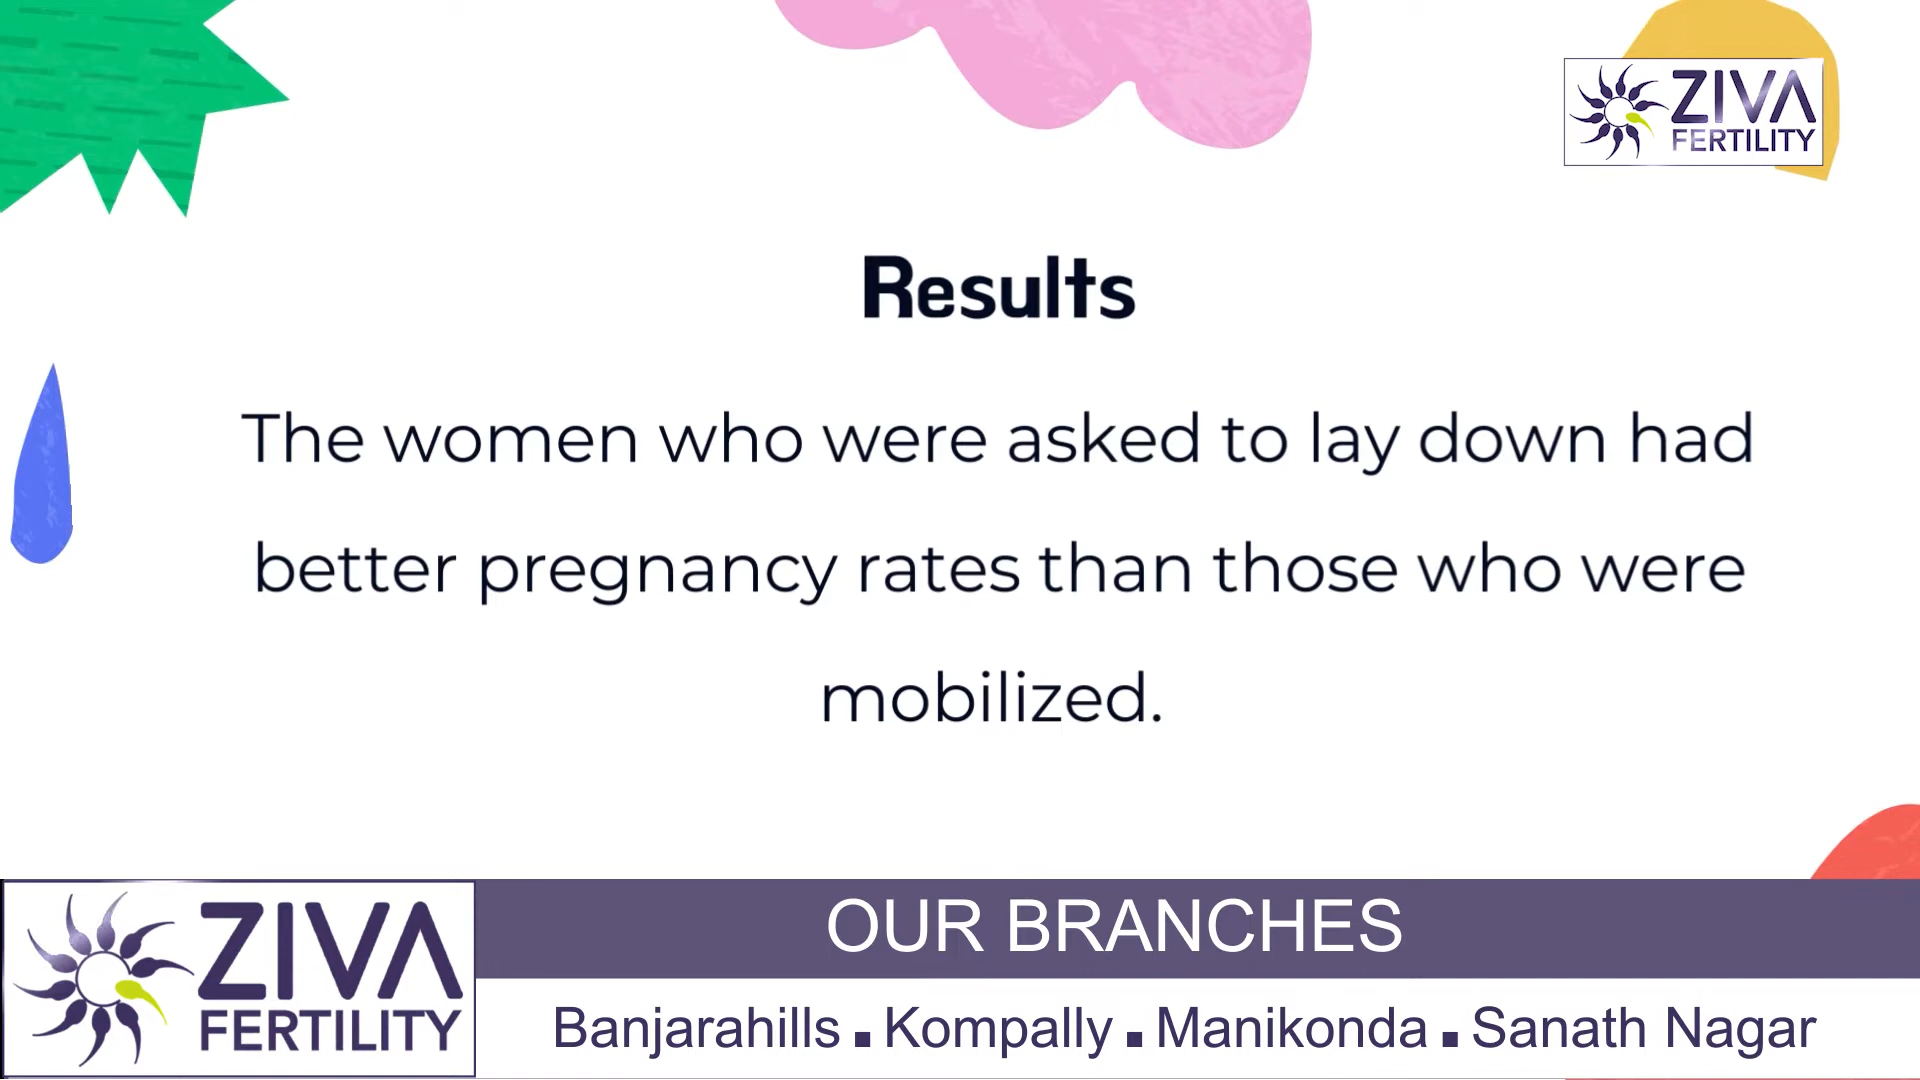 ZIVA
FERTILITY
Results
The women who were asked to lay down had
better pregnancy rates than those who were
mobilized.
ZIVA
FERTILITY
OUR BRANCHES
Banjarahills ▪ Kompally ▪ Manikonda ▪ Sanath Nagar